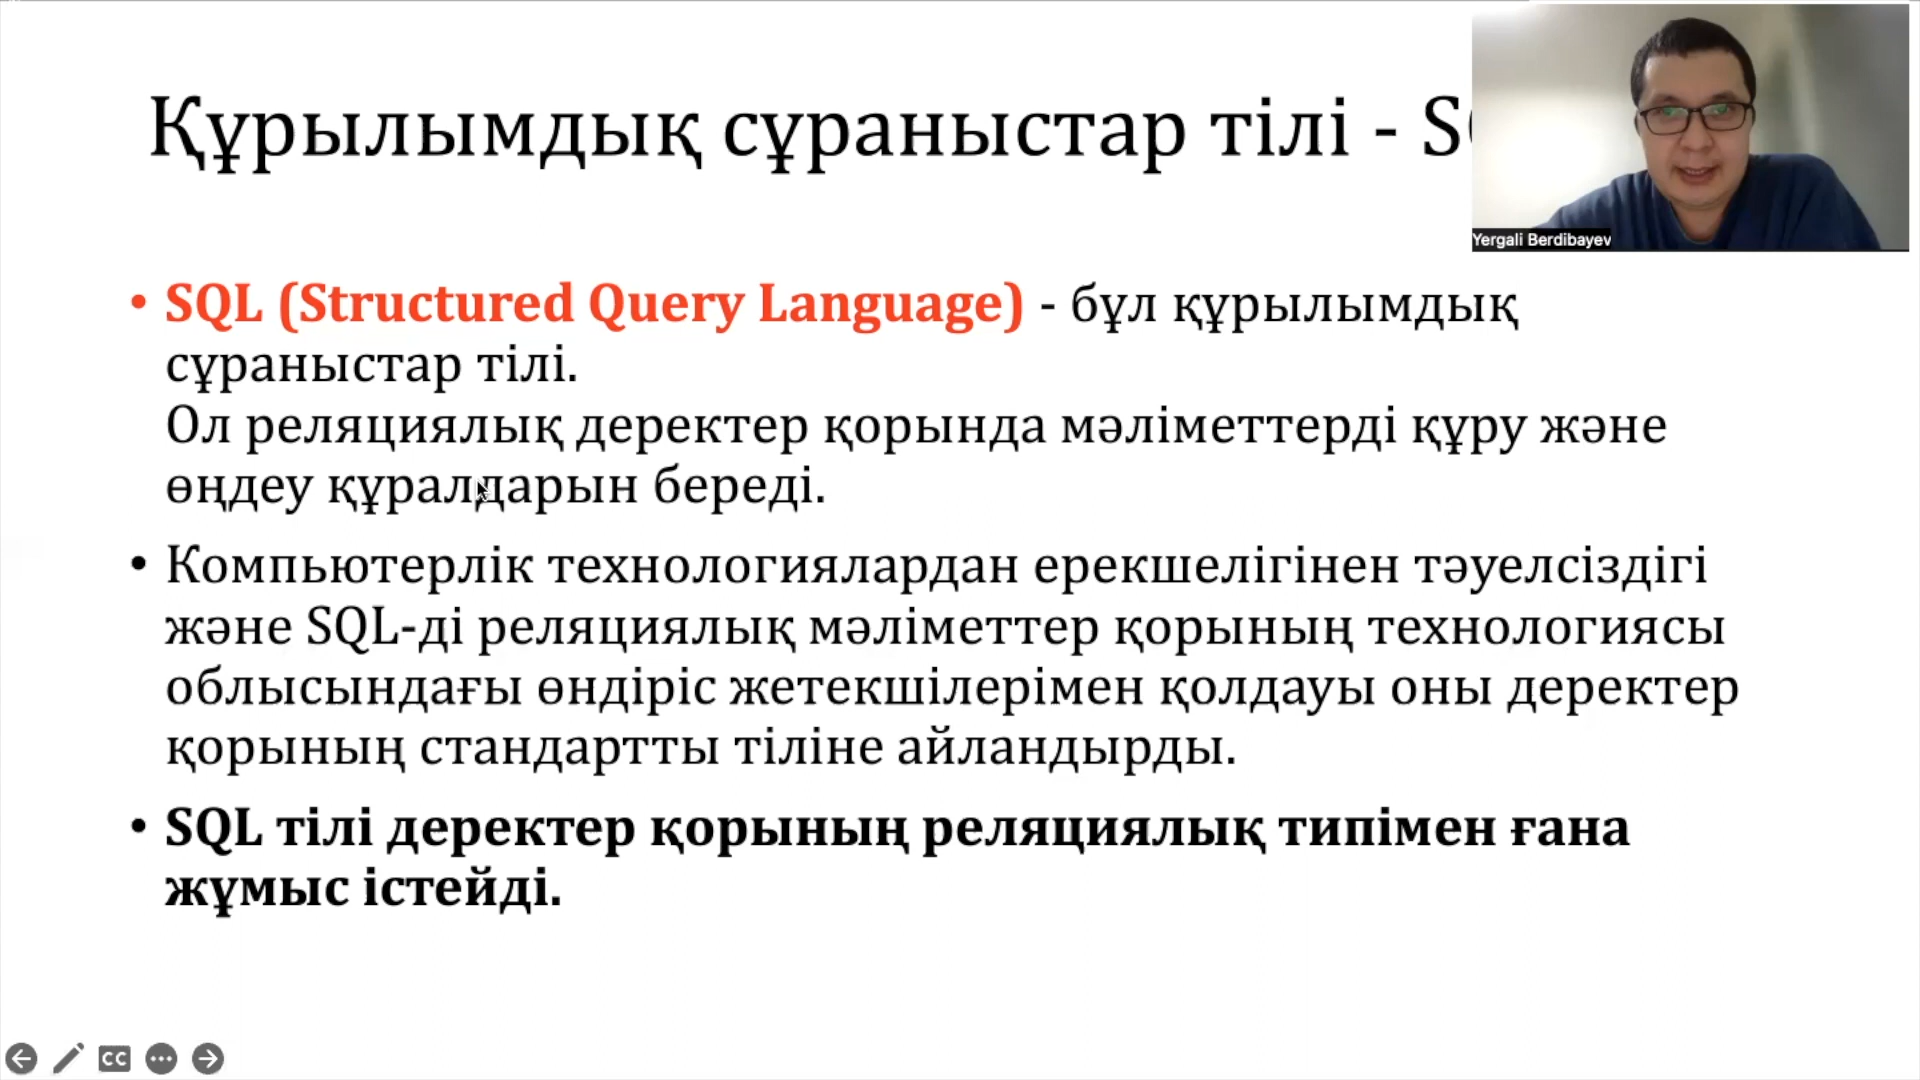 Құрылымдық сұраныстар тілі -
Yergali Berdibayev
SQL (Structured Query Language) - бұл құрылымдық
сұраныстар тілі.
Ол реляциялық деректер қорында мәліметтерді құру және
өңдеу құралдарын береді.
Компьютерлік технологиялардан ерекшелігінен тәуелсіздігі
және SQL-ді реляциялық мәліметтер қорының технологиясы
облысындағы өндіріс жетекшілерімен қолдауы оны деректер
қорының стандартты тіліне айландырды.
SQL тілі деректер қорының реляциялық типімен ғана
жұмыс істейді.
CC